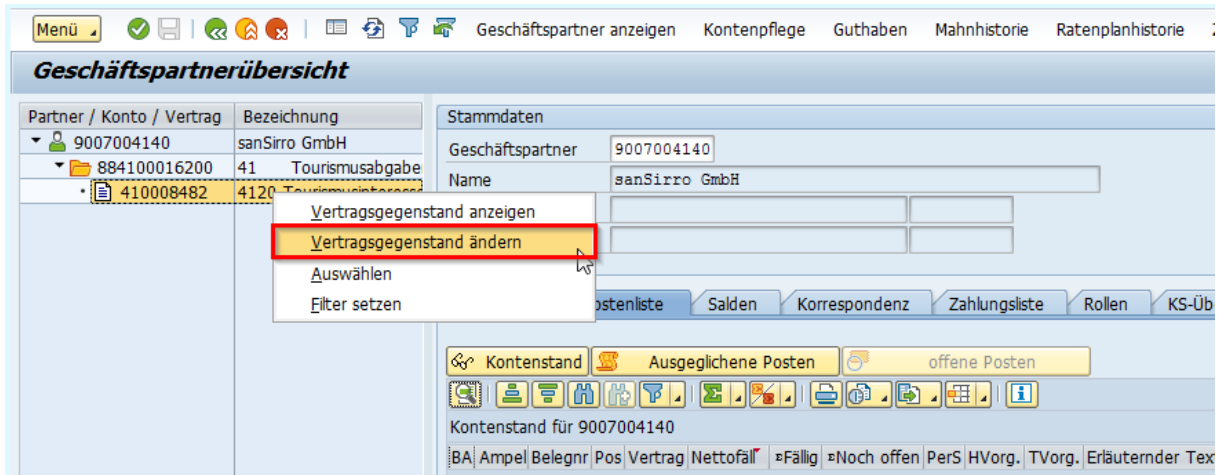 Menü Geschäftspartner anzeigen Kontenpflege Guthaben Mahnhistorie Ratenplanhistorie
Geschäftspartnerübersicht
Partner / Konto / Vertrag Bezeichnung
9007004140 sanSirro GmbH
884100016200 41 Tourismusabgabe
410008482 4120
Vertragsgegenstand anzeigen
Vertragsgegenstand ändern
Auswählen
Filter setzen
Stammdaten
Geschäftspartner 9007004140
Name sanSirro GmbH
ostenliste Salden Korrespondenz Zahlungsliste Rollen KS-Üb
Kontenstand Ausgeglichene Posten offene Posten
Kontenstand für 9007004140
BA Ampel Belegnr Pos Vertrag Nettofäll Fällig Noch offen PerS HVorg. TVorg. Erläuternder Tex